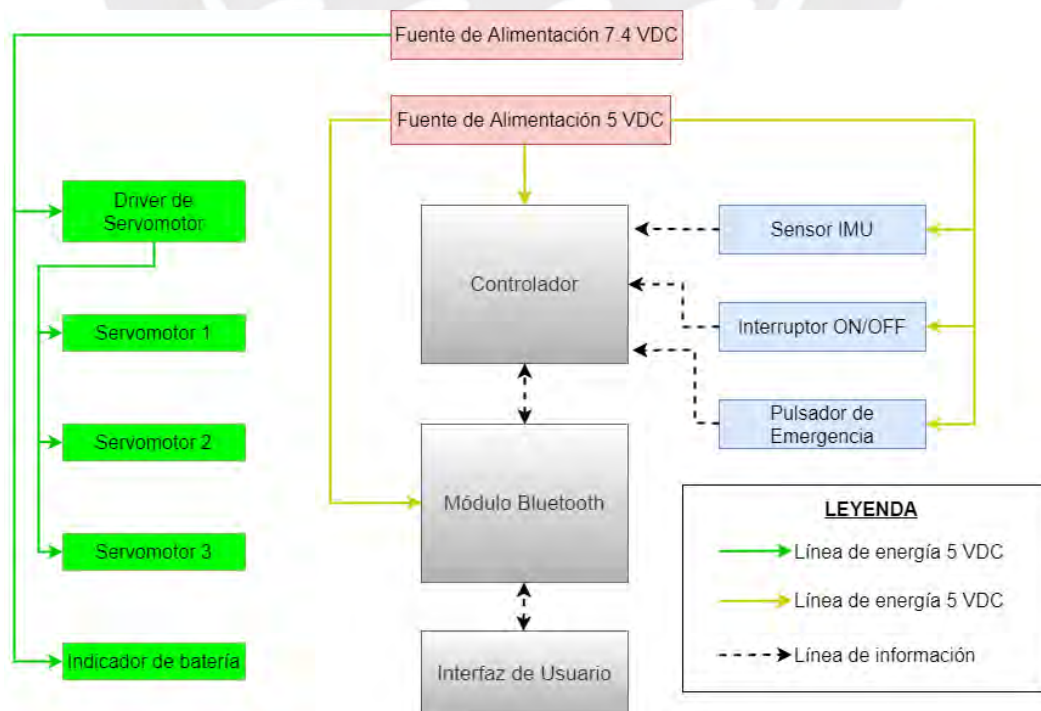 Fuente de Alimentación 7.4 VDC
Fuente de Alimentación 5 VDC
Driver de
Servomotor
Servomotor 1
Servomotor 2
Servomotor 3
Indicador de batería
Controlador
Módulo Bluetooth
Interfaz de Usuario
Sensor IMU
Interruptor ON/OFF
Pulsador de
Emergencia
LEYENDA
Línea de energía 5 VDC
Línea de energía 5 VDC
Línea de información